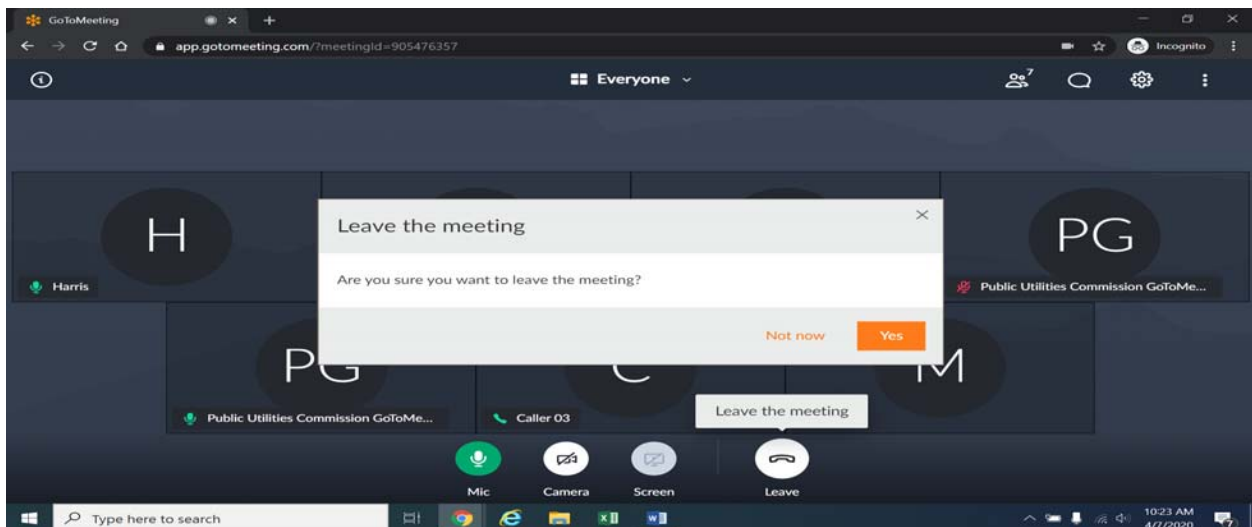 GoToMeeting
app.gotomeeting.com/?meetingId=905476357
Incognito
Everyone
7
H
PG
Harris
Public Utilities Commission GoToMe...
Leave the meeting
Are you sure you want to leave the meeting?
Not now
Yes
PG
C
M
Public Utilities Commission GoToMe...
Caller 03
Leave the meeting
Mic
Camera
Screen
Leave
Type here to search
10:23 AM
4/7/2020